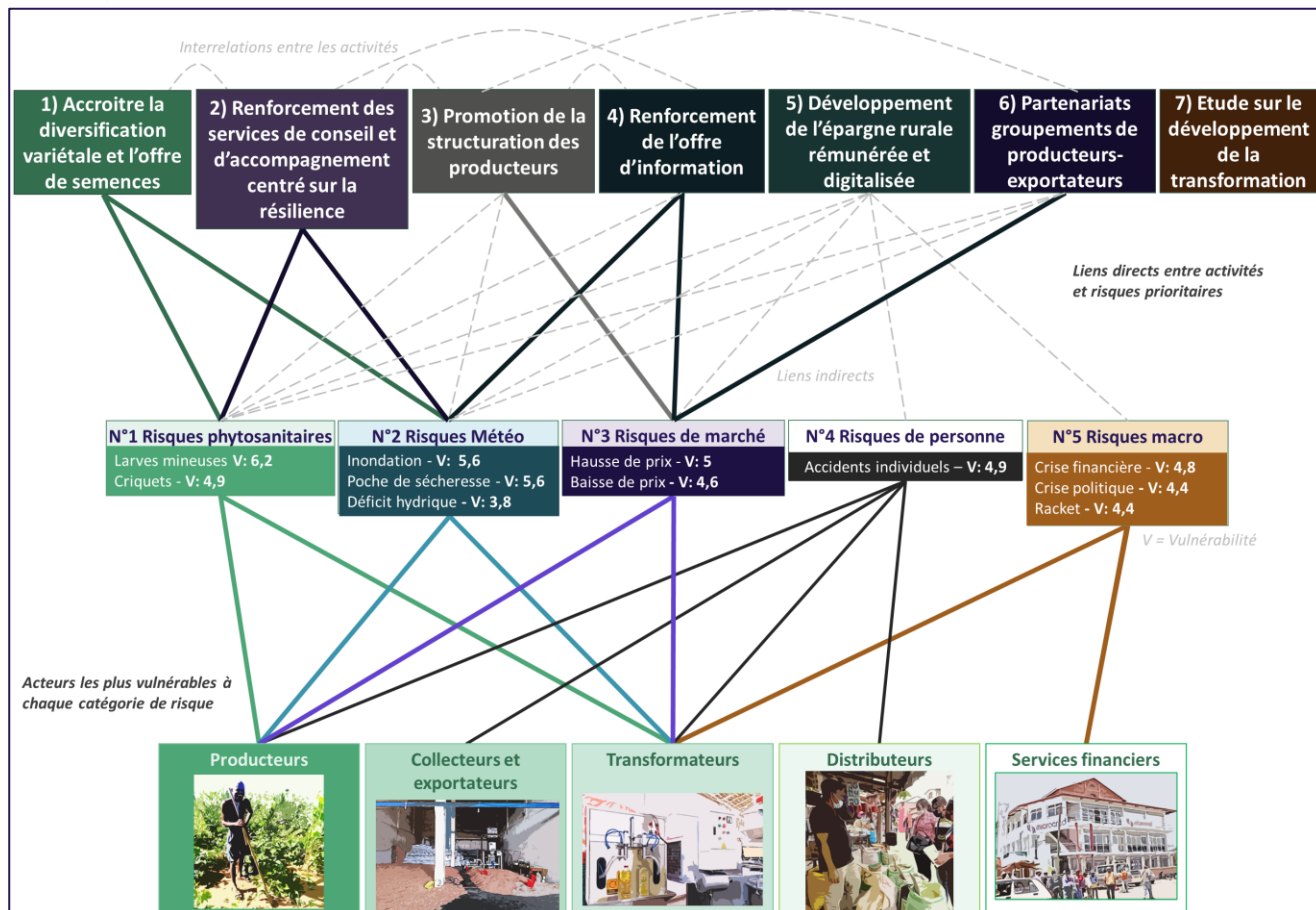 Interrelations entre les activités
1) Accroitre la
diversification
variétale et l'offre
de semences
2) Renforcement des
services de conseil et
d'accompagnement
centré sur la
résilience
3) Promotion de la
structuration des
producteurs
4) Renforcement
de l'offre
d'information
5) Développement
de l'épargne rurale
rémunérée et
digitalisée
6) Partenariats
groupements de
producteurs-
exportateurs
7) Etude sur le
développement
de la
transformation
Liens directs entre activités
et risques prioritaires
Liens indirects
N°1 Risques phytosanitaires
Larves mineuses V: 6,2
Criquets - V: 4,9
N°2 Risques Météo
Inondation - V: 5,6
Poche de sécheresse - V: 5,6
Déficit hydrique - V: 3,8
N°3 Risques de marché
Hausse de prix - V: 5
Baisse de prix - V: 4,6
N°4 Risques de personne
Accidents individuels – V: 4,9
N°5 Risques macro
Crise financière - V: 4,8
Crise politique - V: 4,4
Racket - V: 4,4
V = Vulnérabilité
Acteurs les plus vulnérables à
chaque catégorie de risque
Producteurs
Collecteurs et
exportateurs
Transformateurs
Distributeurs
Services financiers